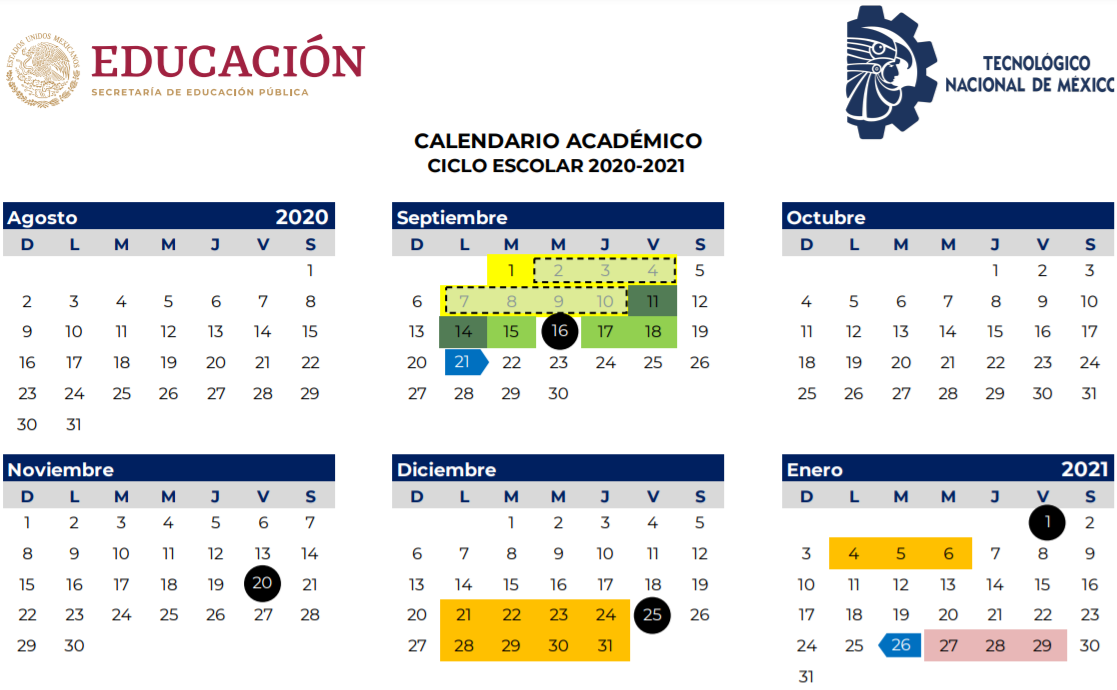 ESTADOS UNIDOS MEXICANOS
EDUCACIÓN
SECRETARÍA DE EDUCACIÓN PÚBLICA
TECNOLÓGICO
NACIONAL DE MÉXICO
CALENDARIO ACADÉMICO
CICLO ESCOLAR 2020-2021
Agosto 2020
D L M M J V S
1
2 3 4 5 6 7 8
9 10 11 12 13 14 15
16 17 18 19 20 21 22
23 24 25 26 27 28 29
30 31
Septiembre
D L M M J V S
1 2 3 4 5
6 7 8 9 10 11 12
13 14 15 16 17 18 19
20 21 22 23 24 25 26
27 28 29 30
Octubre
D L M M J V S
1 2 3
4 5 6 7 8 9 10
11 12 13 14 15 16 17
18 19 20 21 22 23 24
25 26 27 28 29 30 31
Noviembre
D L M M J V S
1 2 3 4 5 6 7
8 9 10 11 12 13 14
15 16 17 18 19 20 21
22 23 24 25 26 27 28
29 30
Diciembre
D L M M J V S
1 2 3 4 5
6 7 8 9 10 11 12
13 14 15 16 17 18 19
20 21 22 23 24 25 26
27 28 29 30 31
Enero 2021
D L M M J V S
1 2
3 4 5 6 7 8 9
10 11 12 13 14 15 16
17 18 19 20 21 22 23
24 25 26 27 28 29 30
31